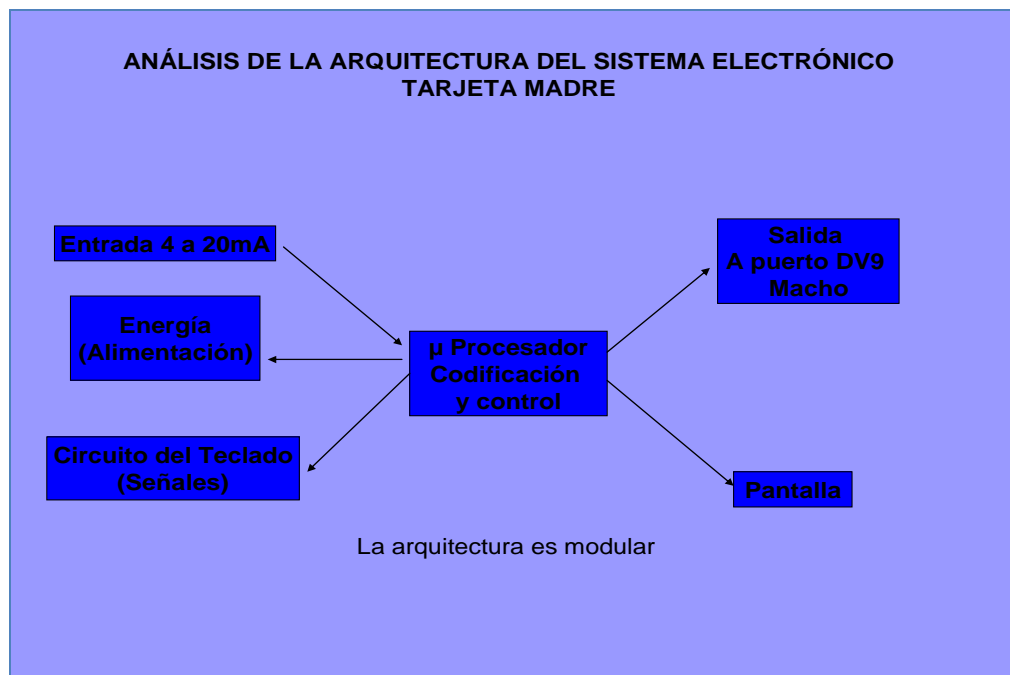 ANÁLISIS DE LA ARQUITECTURA DEL SISTEMA ELECTRÓNICO
TARJETA MADRE
Entrada 4 a 20mA
Energía
(Alimentación)
Circuito del Teclado
(Señales)
µ Procesador
Codificación
y control
Salida
A puerto DV9
Macho
Pantalla
La arquitectura es modular